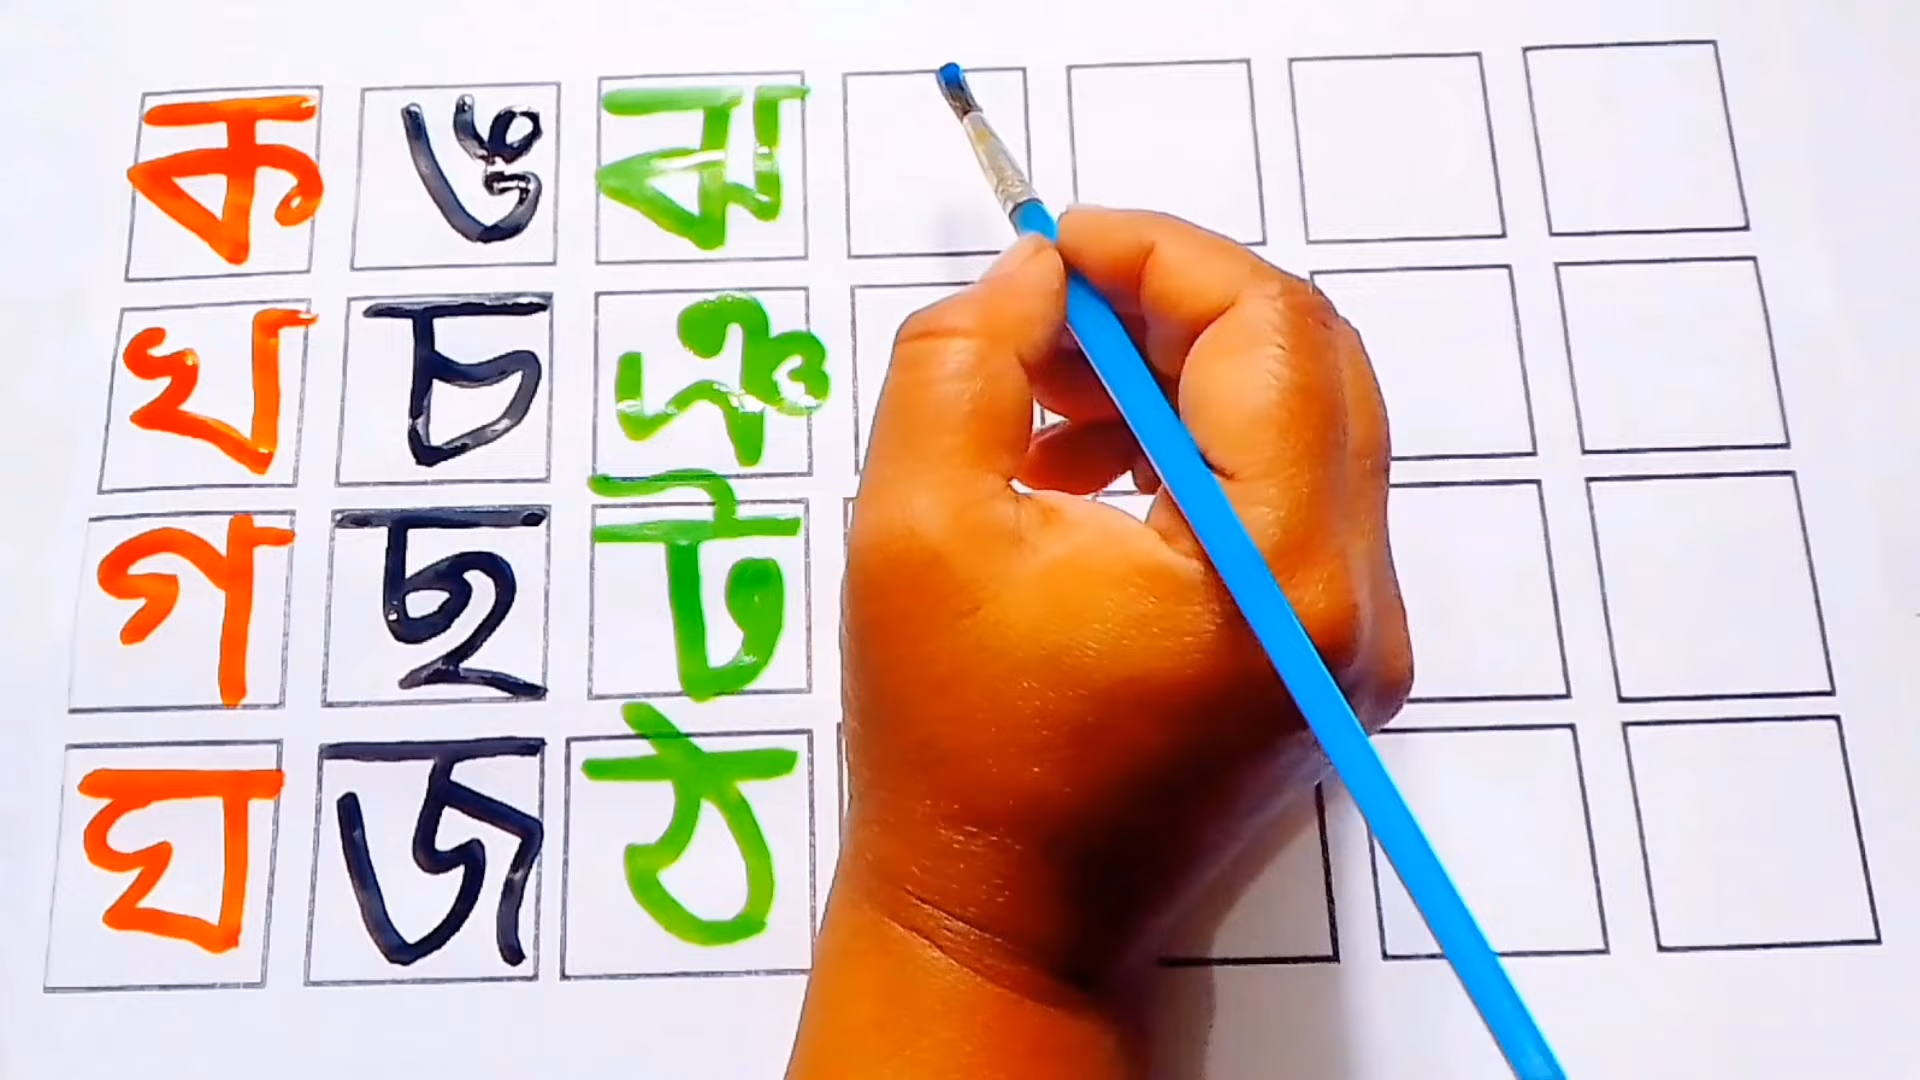 ক ঙ ঝ
খ চ ঞ
গ ছ ট
ঘ জ ঠ